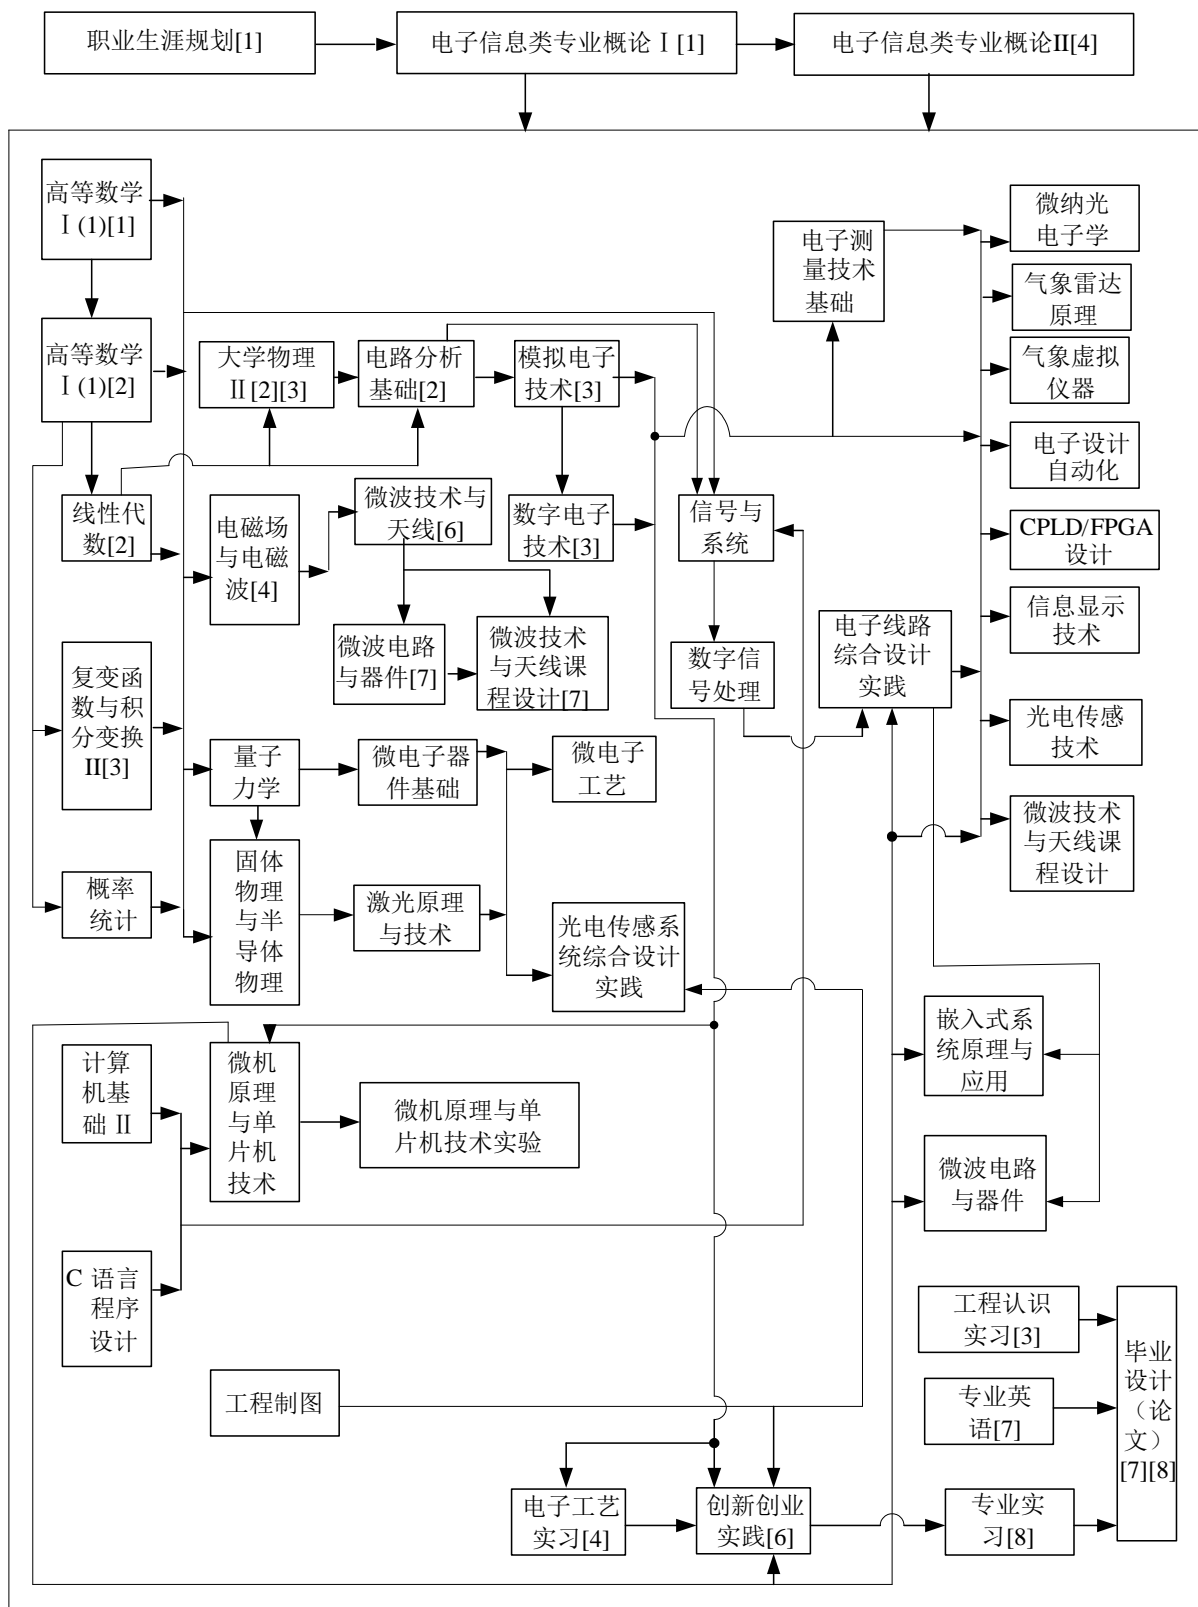 职业生涯规划[1]
电子信息类专业概论Ⅰ[1]
电子信息类专业概论II[4]
高等数学
Ⅰ(1)[1]
高等数学
Ⅰ(1)[2]
线性代
数[2]
复变函
数与积
分变换
II[3]
概率
统计
大学物理
Ⅱ[2][3]
电路分析
基础[2]
模拟电子
技术[3]
数字电子
技术[3]
电磁场
与电磁
波[4]
微波技术与
天线[6]
微波电路
与器件[7]
微波技术
与天线课
程设计[7]
信号与
系统
数字信
号处理
电子测
量技术
基础
电子线路
综合设计
实践
微纳光
电子学
气象雷达
原理
气象虚拟
仪器
电子设计
自动化
CPLD/FPGA
设计
信息显示
技术
光电传感
技术
微波技术
与天线课
程设计
量子
力学
微电子器
件基础
微电子
工艺
固体
物理
与半
导体
物理
激光原理
与技术
光电传感系
统综合设计
实践
计算
机基
础 Ⅱ
微机
原理
与单
片机
技术
微机原理与单
片机技术实验
C 语言
程序
设计
嵌入式系
统原理与
应用
微波电路
与器件
工程制图
工程认识
实习[3]
专业英
语[7]
毕业
设计
（论
文）
[7][8]
电子工艺
实习[4]
创新创业
实践[6]
专业实
习[8]